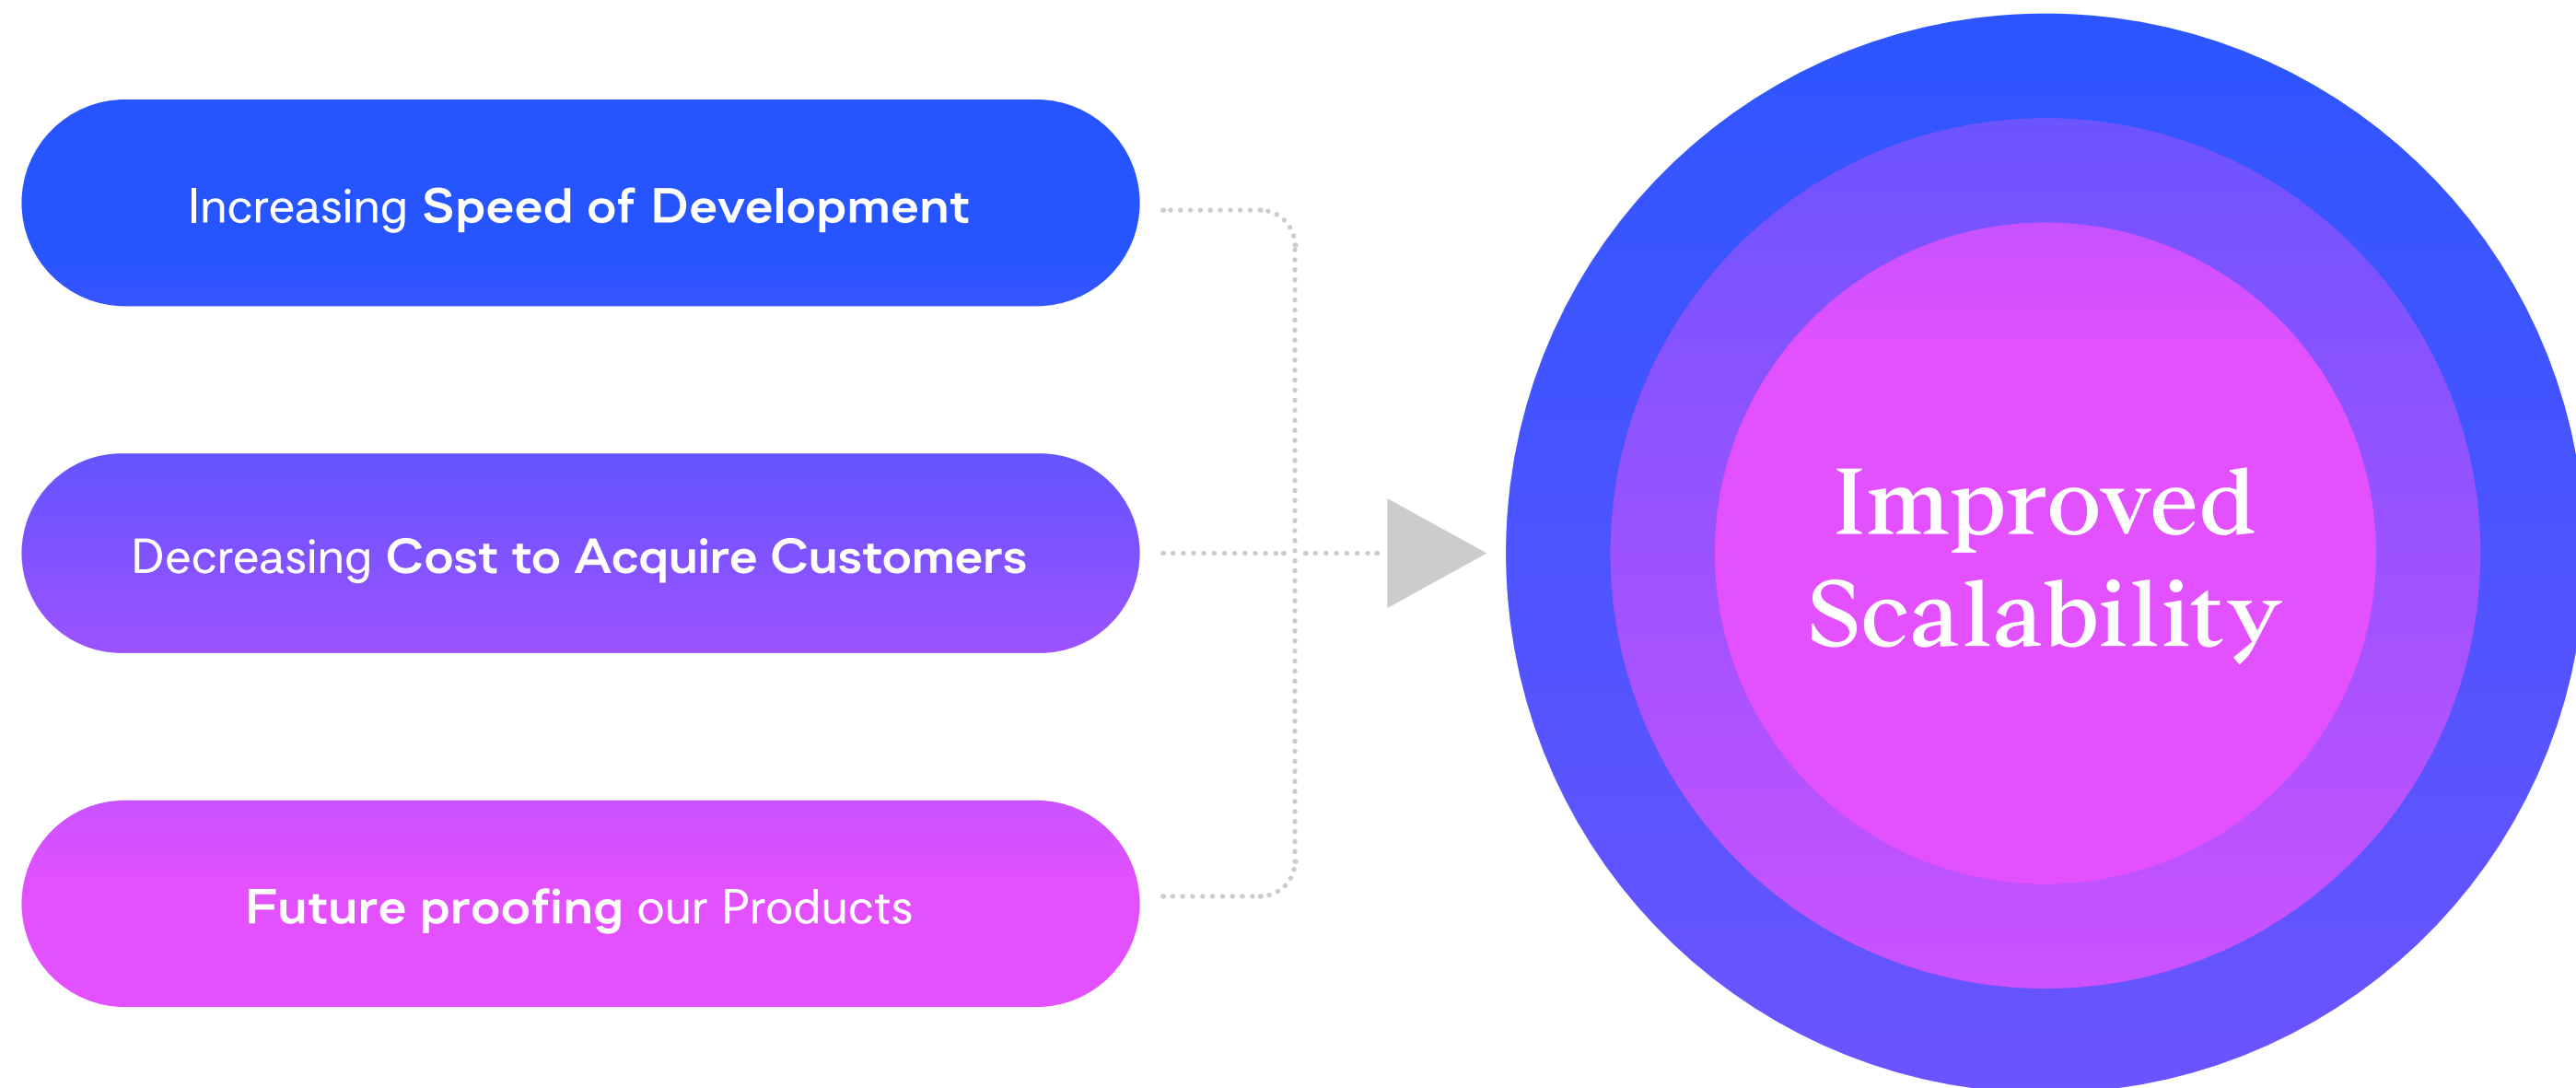 Increasing Speed of Development
Decreasing Cost to Acquire Customers
Future proofing our Products
Improved
Scalability